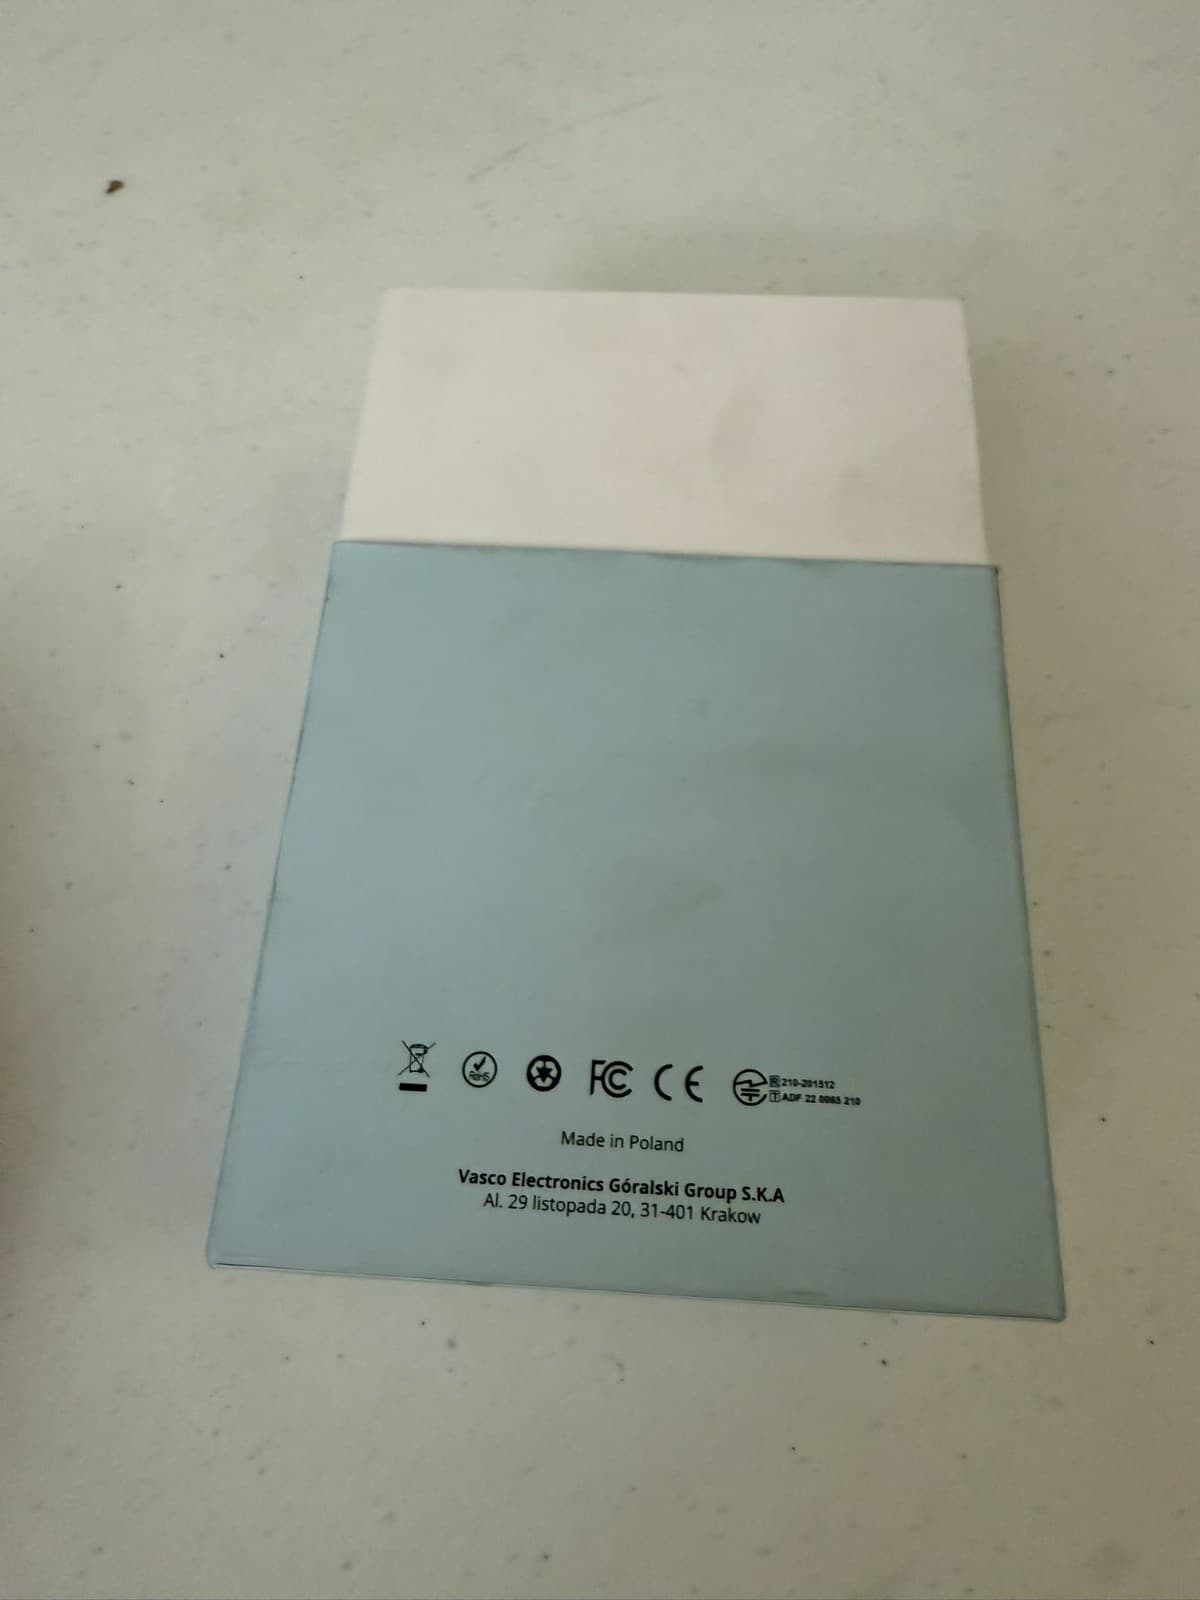 RoHS
FC CE R 210-201512
T ADF 22 0065 210
Made in Poland
Vasco Electronics Góralski Group S.K.A
Al. 29 listopada 20, 31-401 Krakow